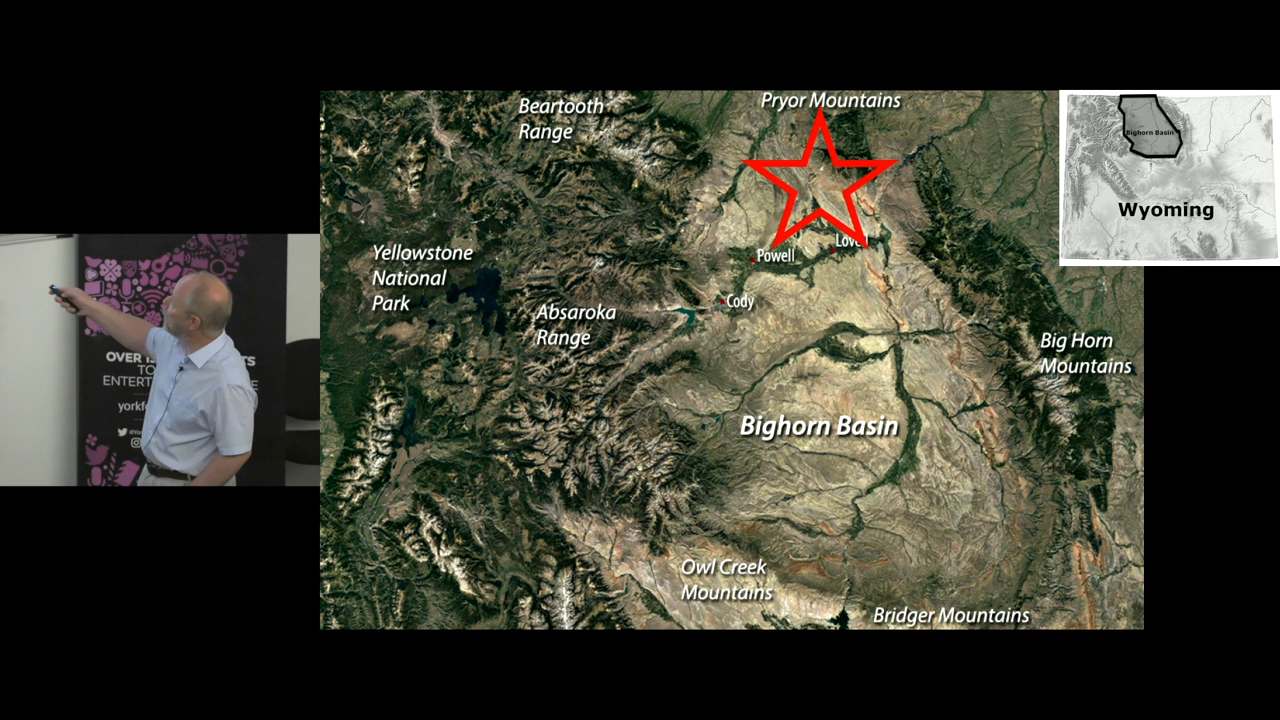 Beartooth
Range
Pryor Mountains
Bighorn Basin
Wyoming
Yellowstone
National
Park
Absaroka
Range
Powell
Cody
Big Horn
Mountains
Bighorn Basin
Owl Creek
Mountains
Bridger Mountains
OVER
TO
ENTERT